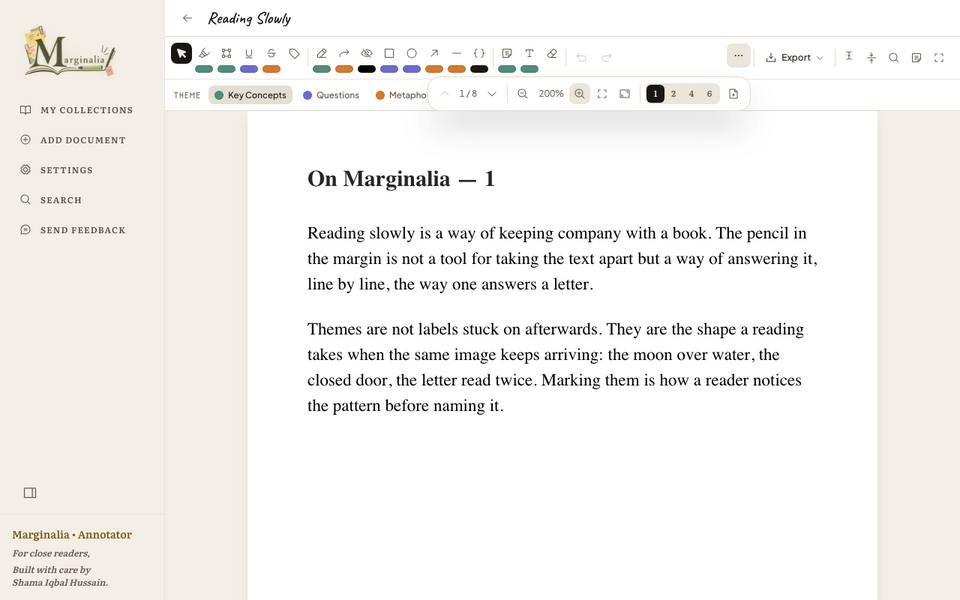 Marginalia
MY COLLECTIONS
ADD DOCUMENT
SETTINGS
SEARCH
SEND FEEDBACK
Marginalia • Annotator
For close readers,
Built with care by
Shama Iqbal Hussain.
Reading Slowly
Export
THEME Key Concepts Questions Metapho
1/8 200% 1 2 4 6
On Marginalia — 1
Reading slowly is a way of keeping company with a book. The pencil in
the margin is not a tool for taking the text apart but a way of answering it,
line by line, the way one answers a letter.
Themes are not labels stuck on afterwards. They are the shape a reading
takes when the same image keeps arriving: the moon over water, the
closed door, the letter read twice. Marking them is how a reader notices
the pattern before naming it.